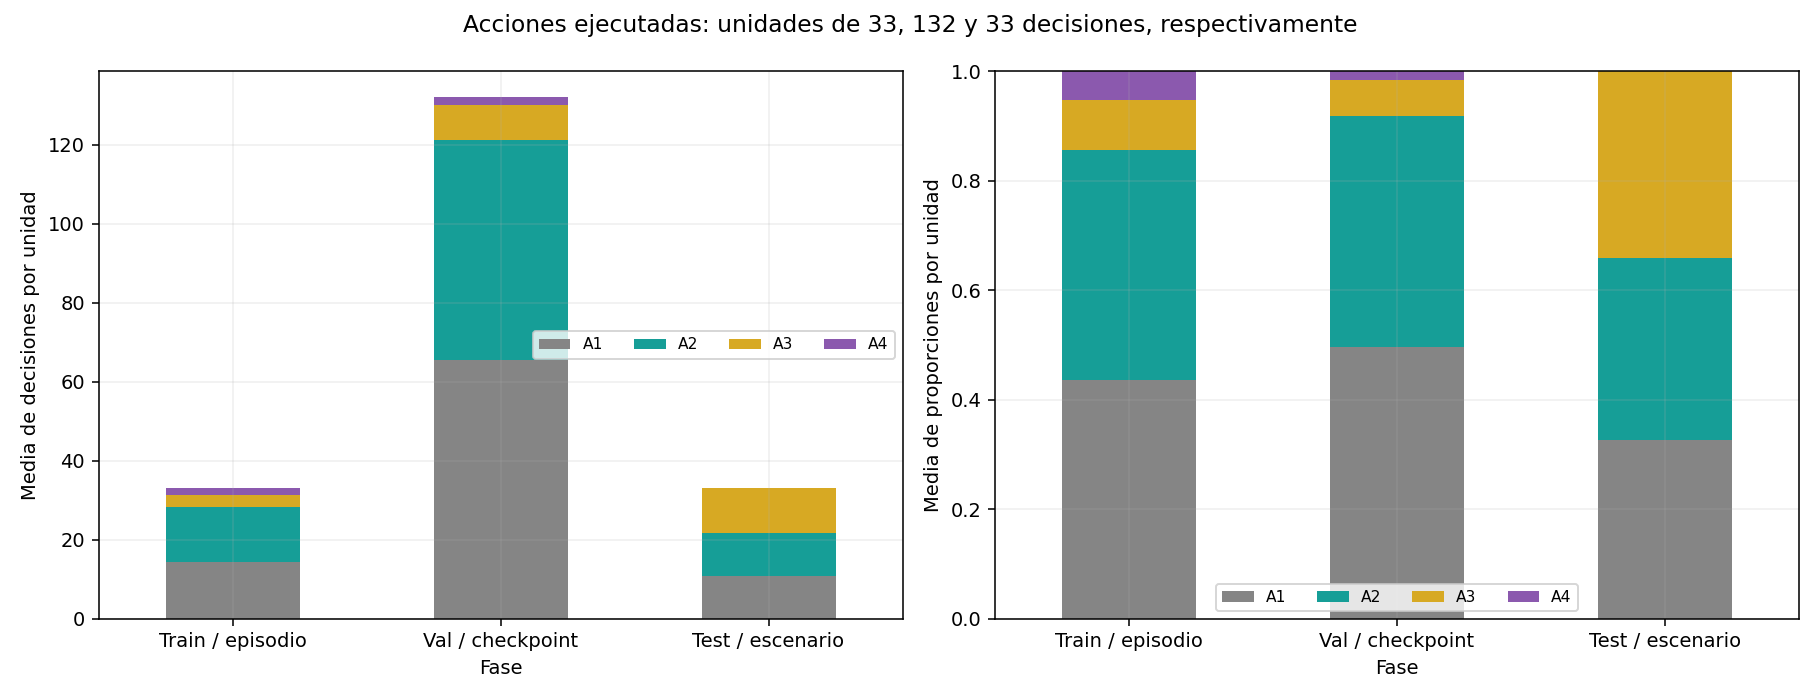 Acciones ejecutadas: unidades de 33, 132 y 33 decisiones, respectivamente
Media de decisiones por unidad
120
100
80
60
40
20
0
A1 A2 A3 A4
Train / episodio Val / checkpoint Test / escenario
Fase
Media de proporciones por unidad
1.0
0.8
0.6
0.4
0.2
0.0
A1 A2 A3 A4
Train / episodio Val / checkpoint Test / escenario
Fase